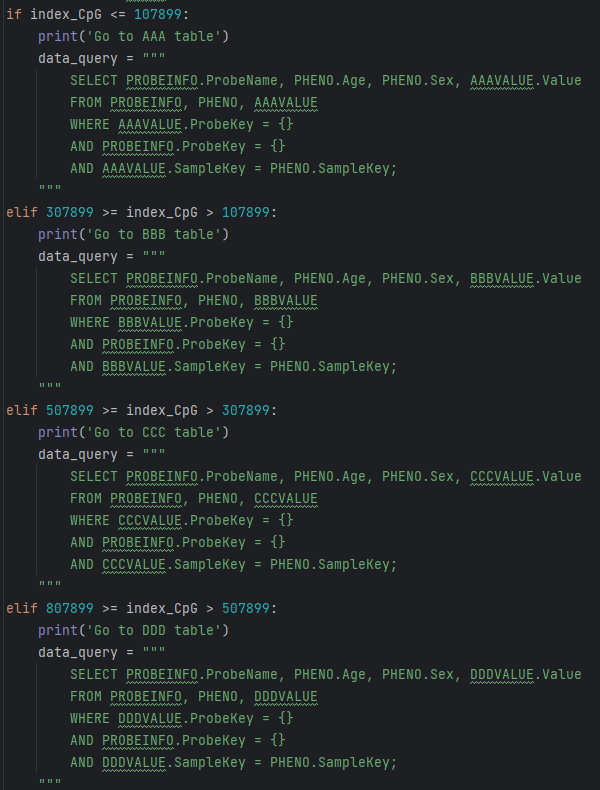 if index_CpG <= 107899:
    print('Go to AAA table')
    data_query = """
        SELECT PROBEINFO.ProbeName, PHENO.Age, PHENO.Sex, AAAVALUE.Value
        FROM PROBEINFO, PHENO, AAAVALUE
        WHERE AAAVALUE.ProbeKey = {}
        AND PROBEINFO.ProbeKey = {}
        AND AAAVALUE.SampleKey = PHENO.SampleKey;
    """
elif 307899 >= index_CpG > 107899:
    print('Go to BBB table')
    data_query = """
        SELECT PROBEINFO.ProbeName, PHENO.Age, PHENO.Sex, BBBVALUE.Value
        FROM PROBEINFO, PHENO, BBBVALUE
        WHERE BBBVALUE.ProbeKey = {}
        AND PROBEINFO.ProbeKey = {}
        AND BBBVALUE.SampleKey = PHENO.SampleKey;
    """
elif 507899 >= index_CpG > 307899:
    print('Go to CCC table')
    data_query = """
        SELECT PROBEINFO.ProbeName, PHENO.Age, PHENO.Sex, CCCVALUE.Value
        FROM PROBEINFO, PHENO, CCCVALUE
        WHERE CCCVALUE.ProbeKey = {}
        AND PROBEINFO.ProbeKey = {}
        AND CCCVALUE.SampleKey = PHENO.SampleKey;
    """
elif 807899 >= index_CpG > 507899:
    print('Go to DDD table')
    data_query = """
        SELECT PROBEINFO.ProbeName, PHENO.Age, PHENO.Sex, DDDVALUE.Value
        FROM PROBEINFO, PHENO, DDDVALUE
        WHERE DDDVALUE.ProbeKey = {}
        AND PROBEINFO.ProbeKey = {}
        AND DDDVALUE.SampleKey = PHENO.SampleKey;
    """